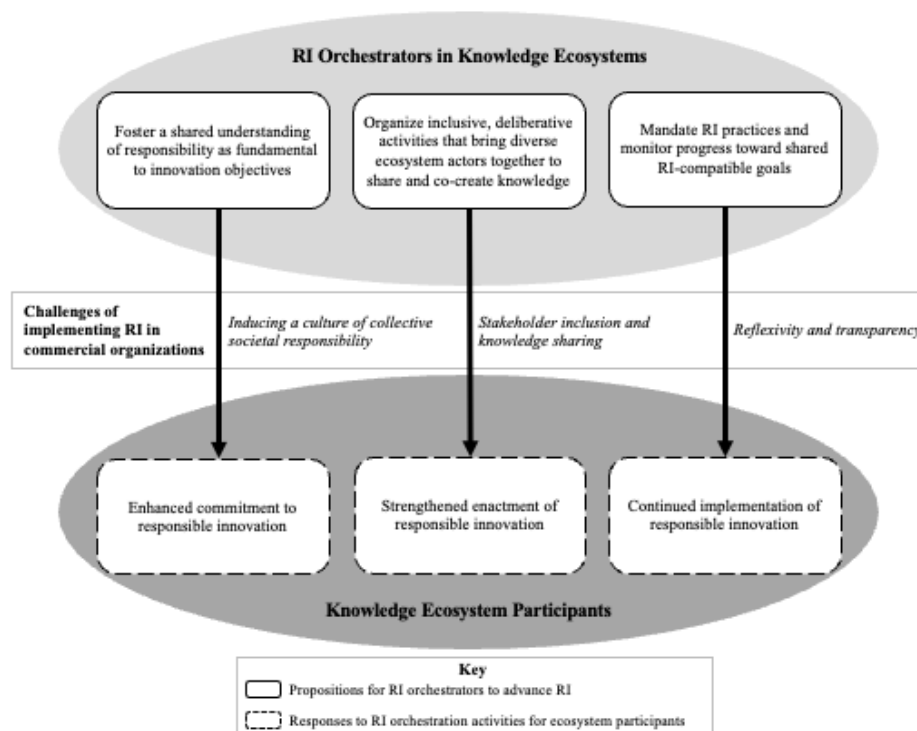 RI Orchestrators in Knowledge Ecosystems
Foster a shared understanding
of responsibility as fundamental
to innovation objectives
Organize inclusive, deliberative
activities that bring diverse
ecosystem actors together to
share and co-create knowledge
Mandate RI practices and
monitor progress toward shared
RI-compatible goals
Challenges of
implementing RI in
commercial organizations
Inducing a culture of collective
societal responsibility
Stakeholder inclusion and
knowledge sharing
Reflexivity and transparency
Enhanced commitment to
responsible innovation
Strengthened enactment of
responsible innovation
Continued implementation of
responsible innovation
Knowledge Ecosystem Participants
Key
Propositions for RI orchestrators to advance RI
Responses to RI orchestration activities for ecosystem participants